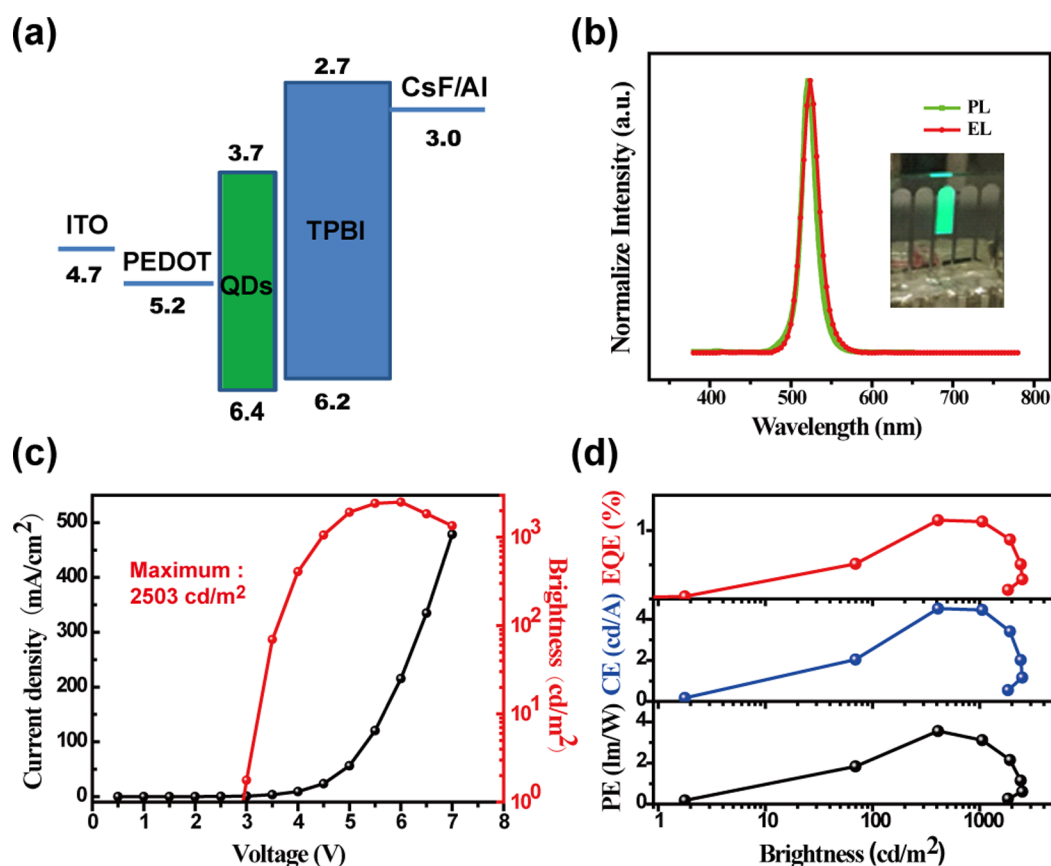 (a)
2.7
CsF/Al
3.0
3.7
ITO
4.7
PEDOT
5.2
QDs
TPBI
6.4
6.2
(b)
Normalize Intensity (a.u.)
PL
EL
400 500 600 700 800
Wavelength (nm)
(c)
Current density (mA/cm²)
500
400
300
200
100
0
Maximum :
2503 cd/m²
10³
10²
10¹
10⁰
Brightness (cd/m²)
0 1 2 3 4 5 6 7 8
Voltage (V)
(d)
EQE (%)
1
CE (cd/A)
4
2
0
PE (lm/W)
4
2
0
1 10 100 1000
Brightness (cd/m²)